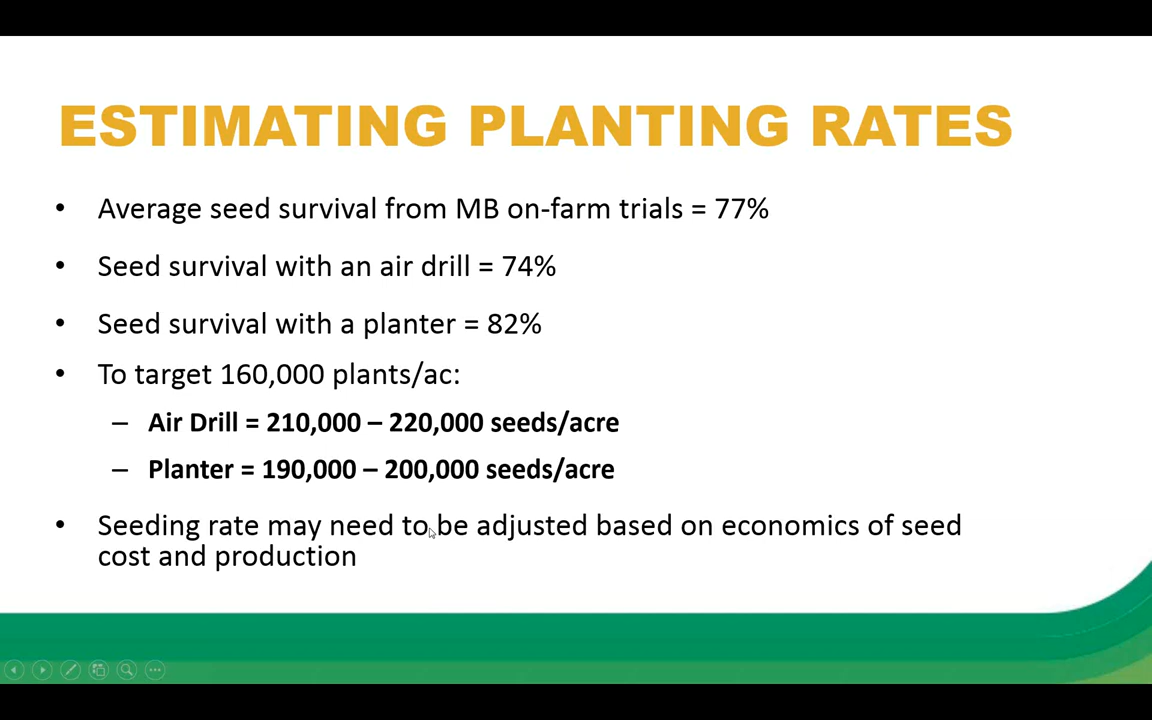 ESTIMATING PLANTING RATES
• Average seed survival from MB on-farm trials = 77%
• Seed survival with an air drill = 74%
• Seed survival with a planter = 82%
• To target 160,000 plants/ac:
– Air Drill = 210,000 – 220,000 seeds/acre
– Planter = 190,000 – 200,000 seeds/acre
• Seeding rate may need to be adjusted based on economics of seed
cost and production